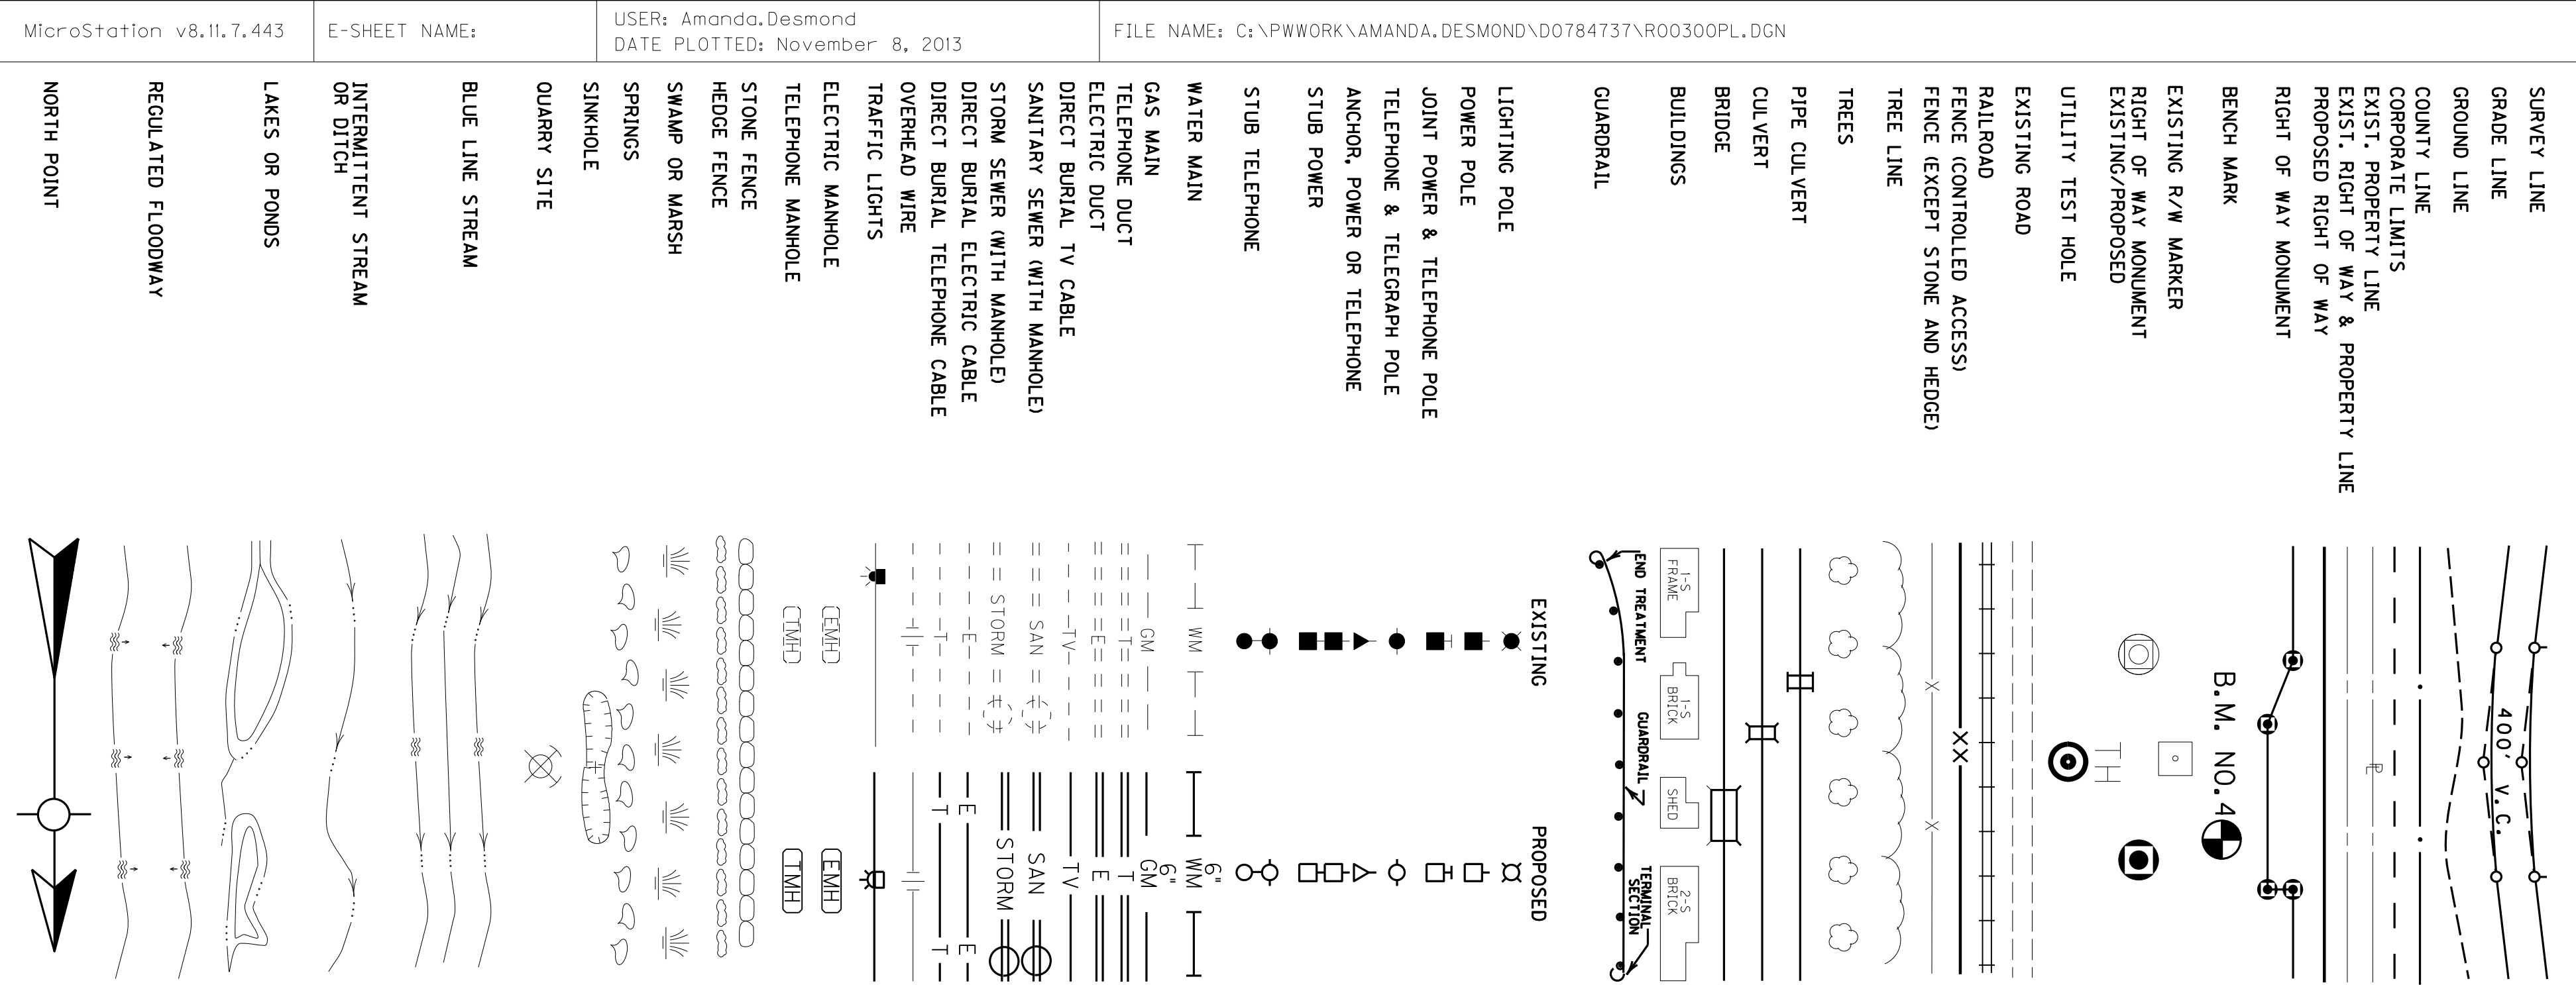 MicroStation v8.11.7.443
E-SHEET NAME:
USER: Amanda.Desmond
DATE PLOTTED: November 8, 2013
FILE NAME: C:\PWWORK\AMANDA.DESMOND\D0784737\R00300PL.DGN
SURVEY LINE
GRADE LINE
GROUND LINE
COUNTY LINE
CORPORATE LIMITS
EXIST. PROPERTY LINE
EXIST. RIGHT OF WAY & PROPERTY LINE
PROPOSED RIGHT OF WAY
RIGHT OF WAY MONUMENT
BENCH MARK
EXISTING R/W MARKER
RIGHT OF WAY MONUMENT
EXISTING/PROPOSED
UTILITY TEST HOLE
EXISTING ROAD
RAILROAD
FENCE (CONTROLLED ACCESS)
FENCE (EXCEPT STONE AND HEDGE)
TREE LINE
TREES
PIPE CULVERT
CULVERT
BRIDGE
BUILDINGS
GUARDRAIL
LIGHTING POLE
POWER POLE
JOINT POWER & TELEPHONE POLE
TELEPHONE & TELEGRAPH POLE
ANCHOR, POWER OR TELEPHONE
STUB POWER
STUB TELEPHONE
WATER MAIN
GAS MAIN
TELEPHONE DUCT
ELECTRIC DUCT
DIRECT BURIAL TV CABLE
SANITARY SEWER (WITH MANHOLE)
STORM SEWER (WITH MANHOLE)
DIRECT BURIAL ELECTRIC CABLE
DIRECT BURIAL TELEPHONE CABLE
OVERHEAD WIRE
TRAFFIC LIGHTS
ELECTRIC MANHOLE
TELEPHONE MANHOLE
STONE FENCE
HEDGE FENCE
SWAMP OR MARSH
SPRINGS
SINKHOLE
QUARRY SITE
BLUE LINE STREAM
INTERMITTENT STREAM
OR DITCH
LAKES OR PONDS
REGULATED FLOODWAY
NORTH POINT
400' V.C.
PL
B.M. NO. 4
TH
XX
X X
1-S
FRAME
1-S
BRICK
SHED
2-S
BRICK
END TREATMENT
GUARDRAIL
TERMINAL
SECTION
EXISTING
PROPOSED
WM
6"
WM
GM
6"
GM
T
T
E
E
TV
TV
SAN
SAN
STORM
STORM
E
E E
T
T T
EMH
EMH
TMH
TMH